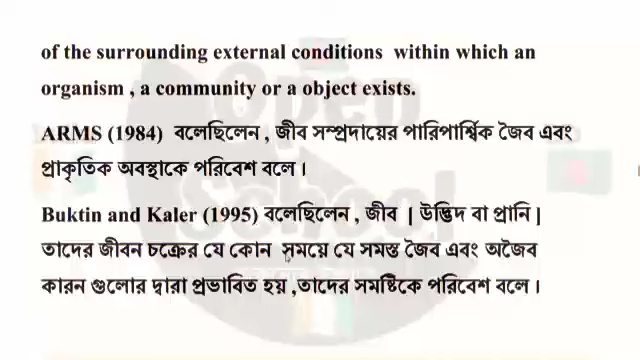 of the surrounding external conditions within which an
organism , a community or a object exists.
ARMS (1984) বলেছিলেন , জীব সম্প্রদায়ের পারিপার্শ্বিক জৈব এবং
প্রাকৃতিক অবস্থাকে পরিবেশ বলে ।
Buktin and Kaler (1995) বলেছিলেন , জীব [ উদ্ভিদ বা প্রানি ]
তাদের জীবন চক্রের যে কোন সময়ে যে সমস্ত জৈব এবং অজৈব
কারন গুলোর দ্বারা প্রভাবিত হয় ,তাদের সমষ্টিকে পরিবেশ বলে ।
Open
School